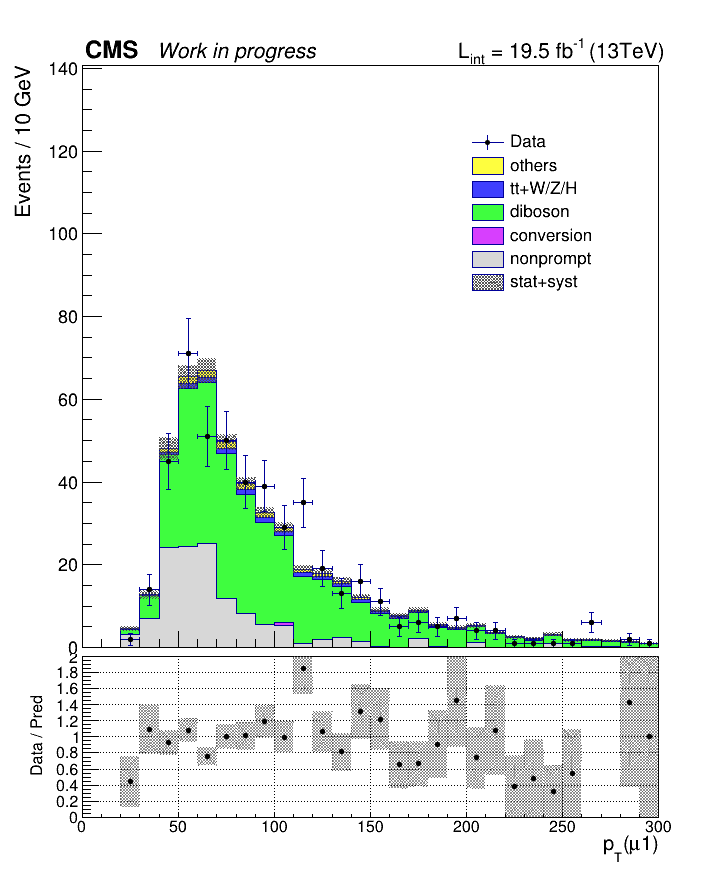 CMS Work in progress L_int = 19.5 fb⁻¹ (13TeV)
Events / 10 GeV
140
120
100
80
60
40
20
0
Data
others
tt+W/Z/H
diboson
conversion
nonprompt
stat+syst
Data / Pred
2
1.8
1.6
1.4
1.2
1
0.8
0.6
0.4
0.2
0
0 50 100 150 200 250 300
p_T(μ1)